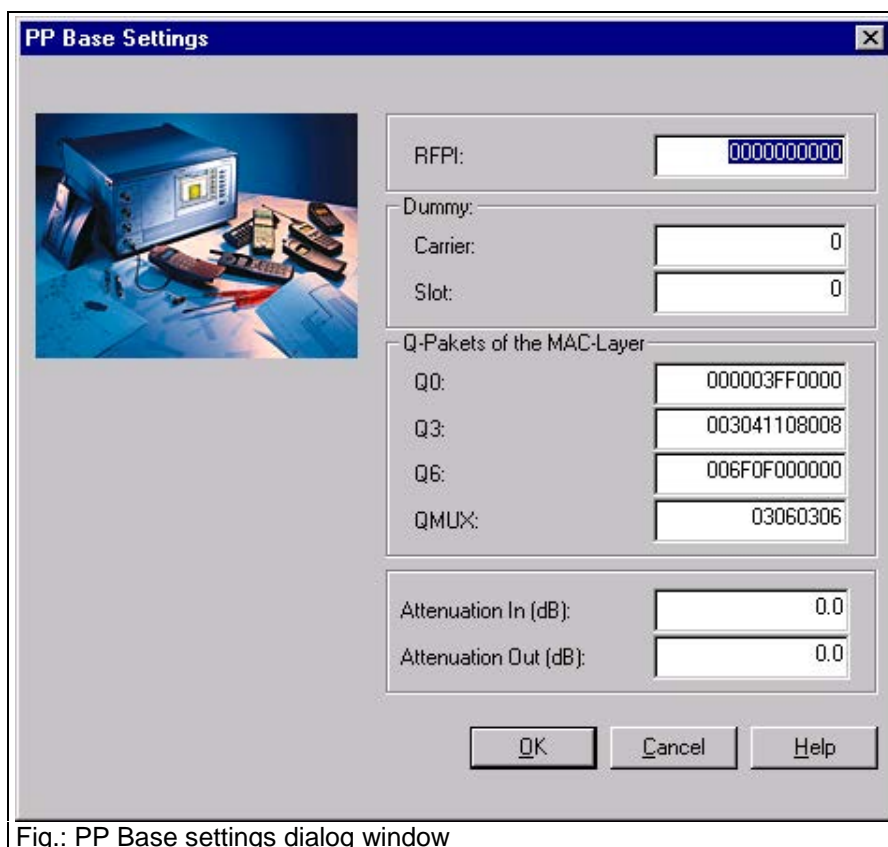 PP Base Settings
RFPI: 0000000000
Dummy:
Carrier: 0
Slot: 0
Q-Pakets of the MAC-Layer
Q0: 000003FF0000
Q3: 003041108008
Q6: 006F0F000000
QMUX: 03060306
Attenuation In (dB): 0.0
Attenuation Out (dB): 0.0
OK Cancel Help
Fig.: PP Base settings dialog window